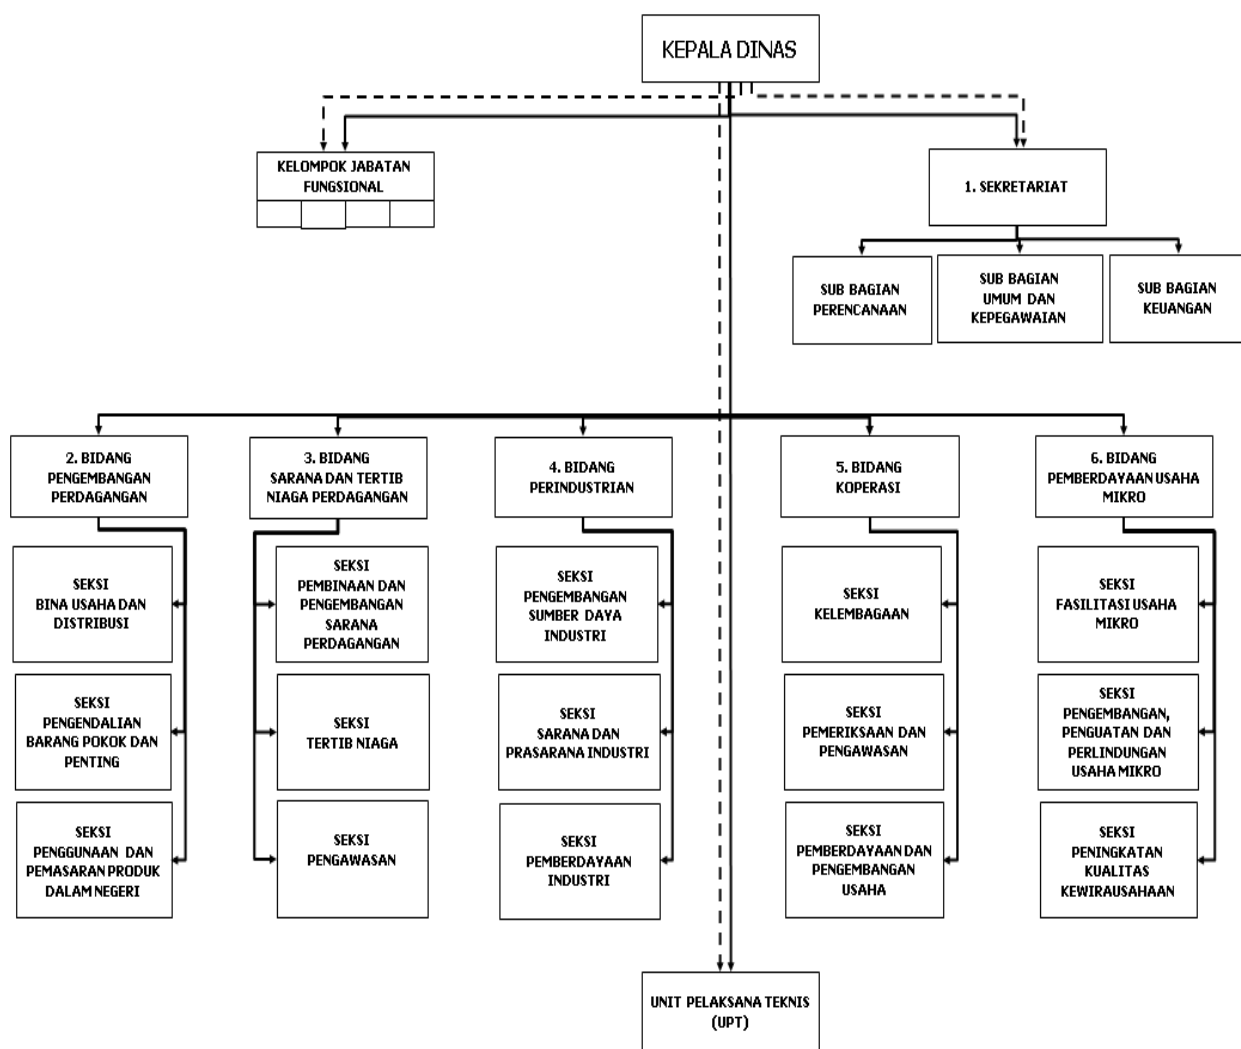 KEPALA DINAS
KELOMPOK JABATAN
FUNGSIONAL
1. SEKRETARIAT
SUB BAGIAN
PERENCANAAN
SUB BAGIAN
UMUM DAN
KEPEGAWAIAN
SUB BAGIAN
KEUANGAN
2. BIDANG
PENGEMBANGAN
PERDAGANGAN
3. BIDANG
SARANA DAN TERTIB
NIAGA PERDAGANGAN
4. BIDANG
PERINDUSTRIAN
5. BIDANG
KOPERASI
6. BIDANG
PEMBERDAYAAN USAHA
MIKRO
SEKSI
BINA USAHA DAN
DISTRIBUSI
SEKSI
PEMBINAAN DAN
PENGEMBANGAN
SARANA
PERDAGANGAN
SEKSI
PENGEMBANGAN
SUMBER DAYA
INDUSTRI
SEKSI
KELEMBAGAAN
SEKSI
FASILITASI USAHA
MIKRO
SEKSI
PENGENDALIAN
BARANG POKOK DAN
PENTING
SEKSI
TERTIB NIAGA
SEKSI
SARANA DAN
PRASARANA INDUSTRI
SEKSI
PEMERIKSAAN DAN
PENGAWASAN
SEKSI
PENGEMBANGAN,
PENGUATAN DAN
PERLINDUNGAN
USAHA MIKRO
SEKSI
PENGGUNAAN DAN
PEMASARAN PRODUK
DALAM NEGERI
SEKSI
PENGAWASAN
SEKSI
PEMBERDAYAAN
INDUSTRI
SEKSI
PEMBERDAYAAN DAN
PENGEMBANGAN
USAHA
SEKSI
PENINGKATAN
KUALITAS
KEWIRAUSAHAAN
UNIT PELAKSANA TEKNIS
(UPT)